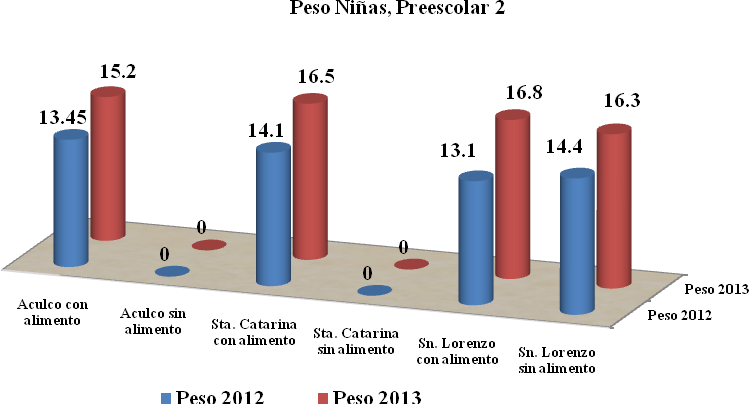 Peso Niñas, Preescolar 2
15.2
16.5
13.45
14.1
16.8
16.3
13.1
14.4
0
0
0
0
Aculco con
alimento
Aculco sin
alimento
Sta. Catarina
con alimento
Sta. Catarina
sin alimento
Sn. Lorenzo
con alimento
Sn. Lorenzo
sin alimento
Peso 2013
Peso 2012
Peso 2012
Peso 2013